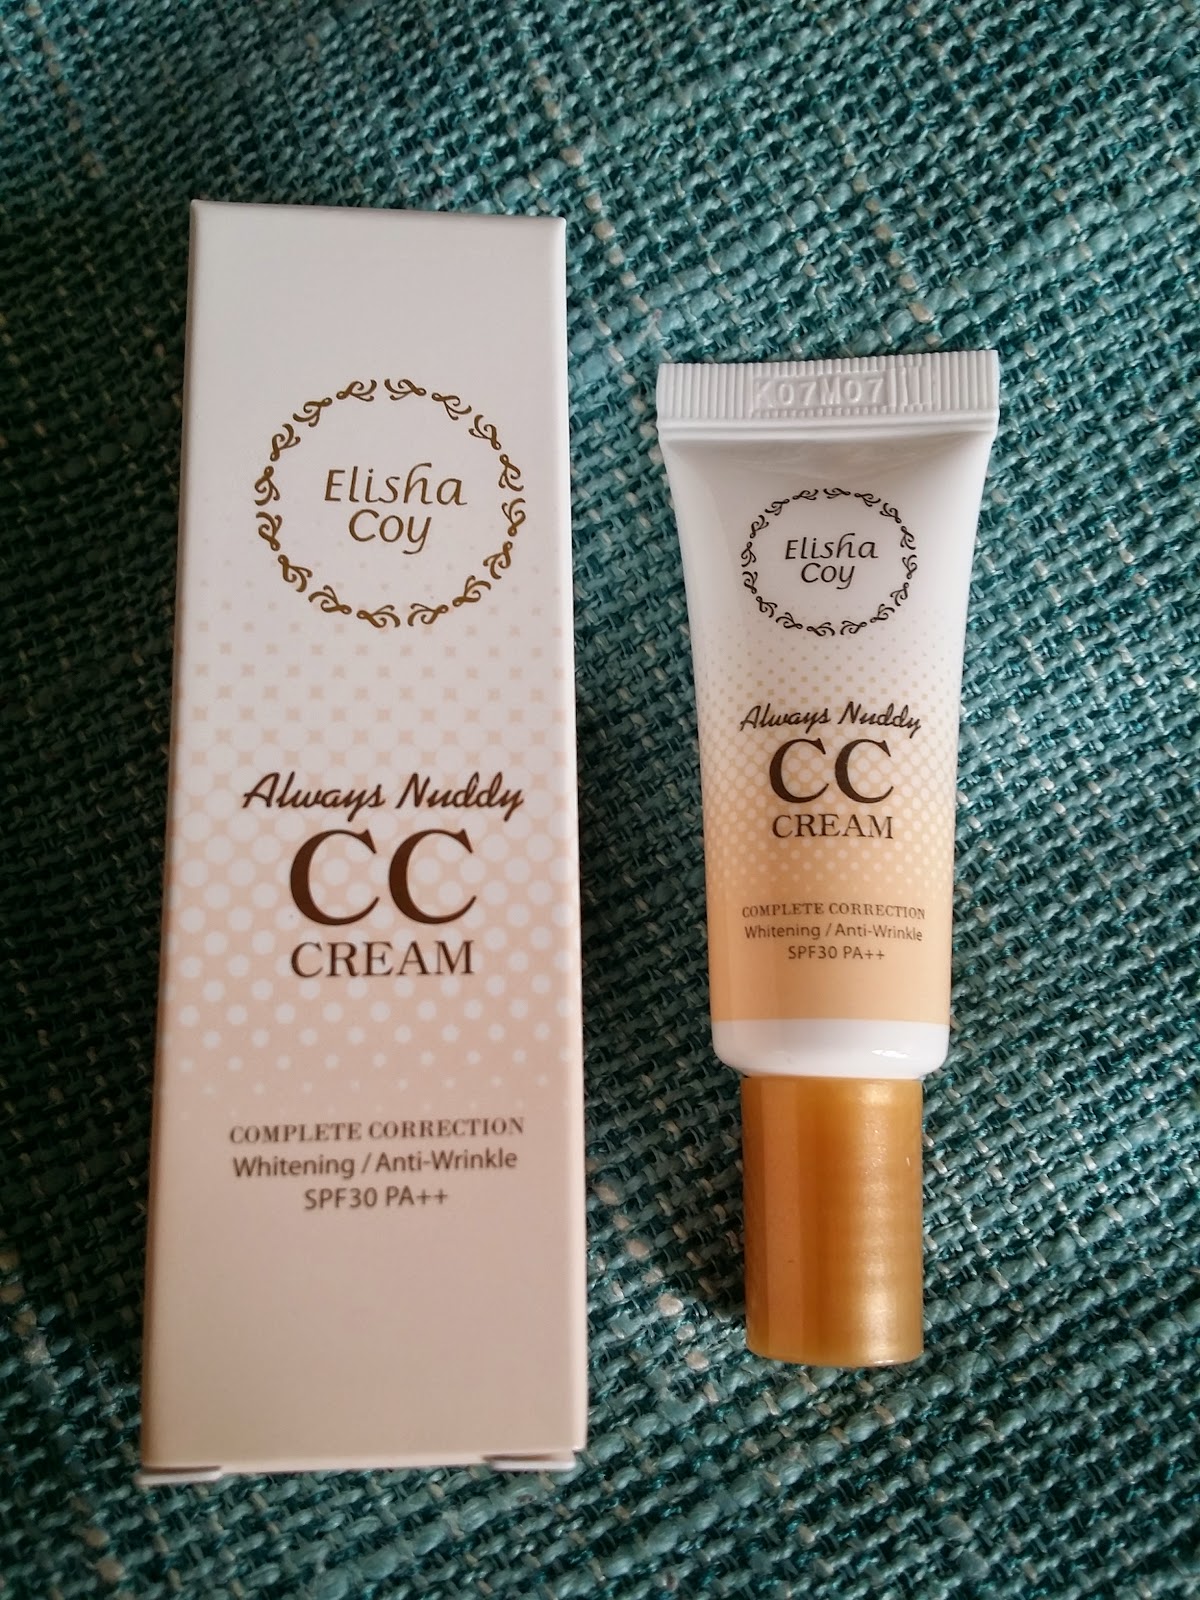 Elisha
Coy
Always Nuddy
CC
CREAM
COMPLETE CORRECTION
Whitening / Anti-Wrinkle
SPF30 PA++
K07M07
Elisha
Coy
Always Nuddy
CC
CREAM
COMPLETE CORRECTION
Whitening / Anti-Wrinkle
SPF30 PA++